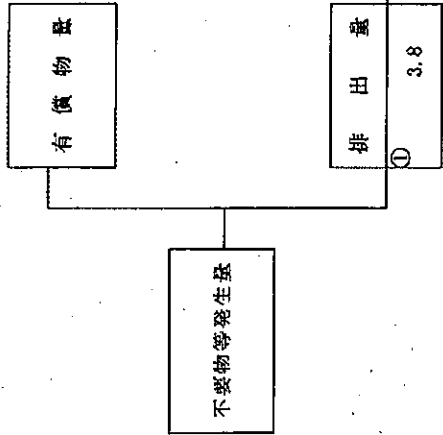 有 償 物 量
不要物等発生量
排 出 量
①
3.8